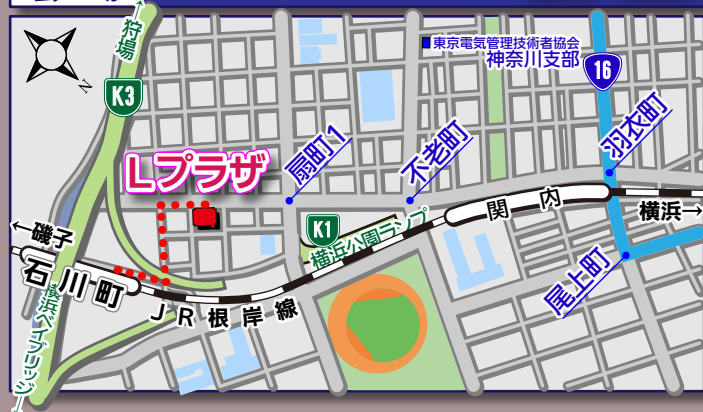 ←狩場
N
K3
■東京電気管理技術者協会
神奈川支部
16
Lプラザ
扇町1
不老町
羽衣町
K1
横浜公園ランプ
関内
横浜→
←磯子
石川町
JR根岸線
尾上町
横浜ベイブリッジ→